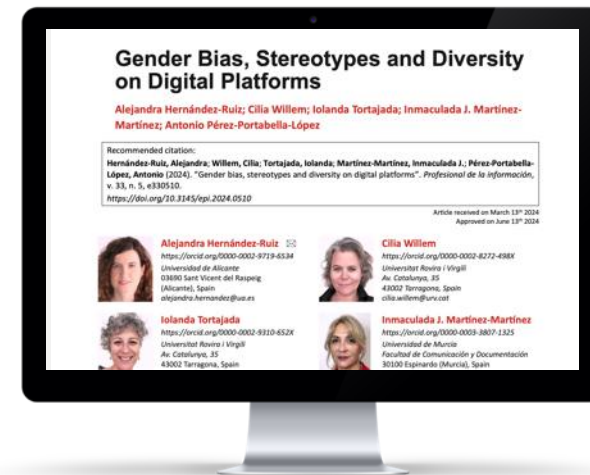 Gender Bias, Stereotypes and Diversity
on Digital Platforms
Alejandra Hernández-Ruiz; Cilia Willem; Iolanda Tortajada; Inmaculada J. Martínez-
Martínez; Antonio Pérez-Portabella-López
Recommended citation:
Hernández-Ruiz, Alejandra; Willem, Cilia; Tortajada, Iolanda; Martínez-Martínez, Inmaculada J.; Pérez-Portabella-
López, Antonio (2024). "Gender bias, stereotypes and diversity on digital platforms". Profesional de la información,
v. 33, n. 5, e330510.
https://doi.org/10.3145/epi.2024.0510
Article received on March 13th 2024
Approved on June 13th 2024
Alejandra Hernández-Ruiz
https://orcid.org/0000-0002-9719-6534
Universidad de Alicante
03690 Sant Vicent del Raspeig
(Alicante), Spain
alejandra.hernandez@ua.es
Cilia Willem
https://orcid.org/0000-0002-8272-498X
Universitat Rovira i Virgili
Av. Catalunya, 35
43002 Tarragona, Spain
cilia.willem@urv.cat
Iolanda Tortajada
https://orcid.org/0000-0002-9310-652X
Universitat Rovira i Virgili
Av. Catalunya, 35
43002 Tarragona, Spain
Inmaculada J. Martínez-Martínez
https://orcid.org/0000-0003-3807-1325
Universidad de Murcia
Facultad de Comunicación y Documentación
30100 Espinardo (Murcia), Spain